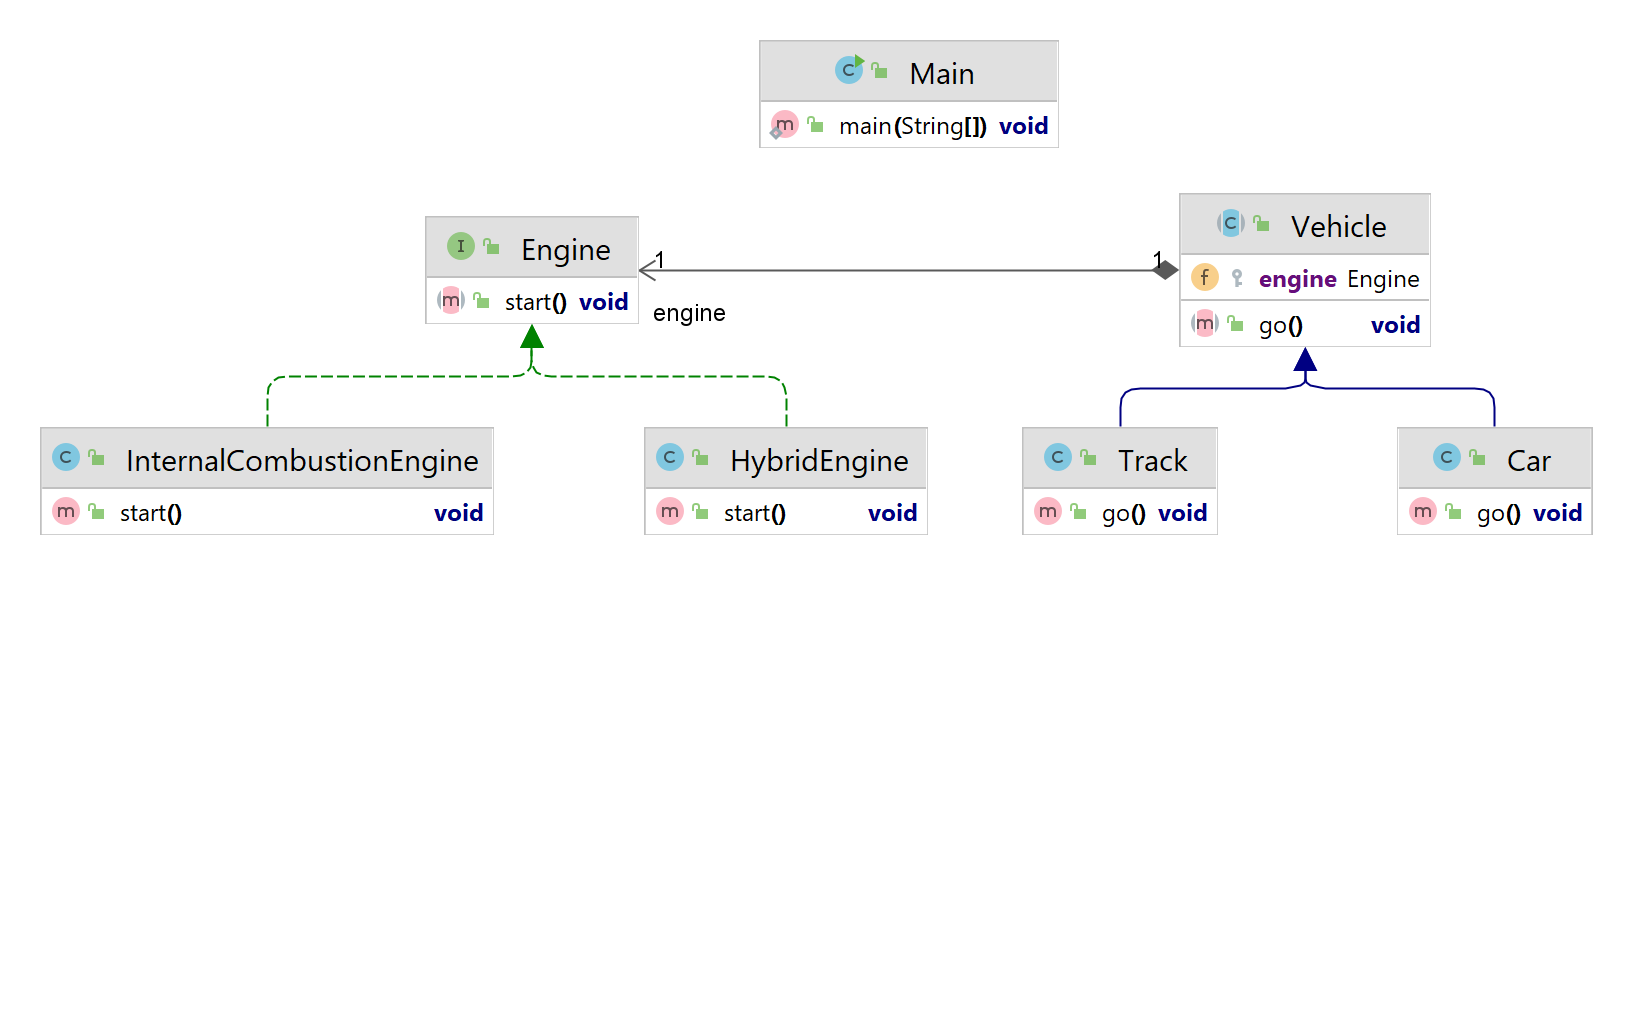 Main
main(String[]) void
Vehicle
engine Engine
go() void
Engine
start() void
1
1
engine
InternalCombustionEngine
start() void
HybridEngine
start() void
Track
go() void
Car
go() void